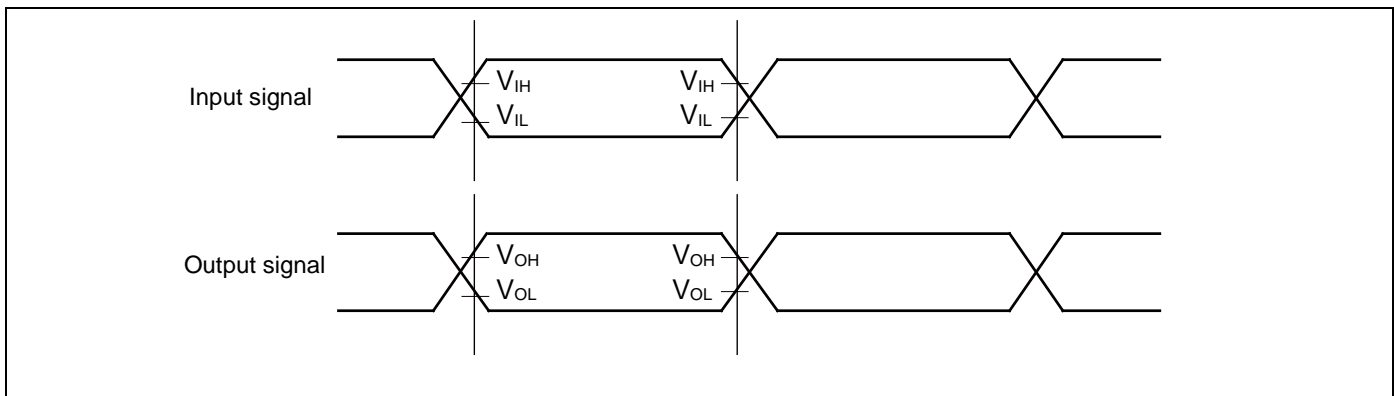 Input signal
VIH
VIH
VIL
VIL
Output signal
VOH
VOH
VOL
VOL